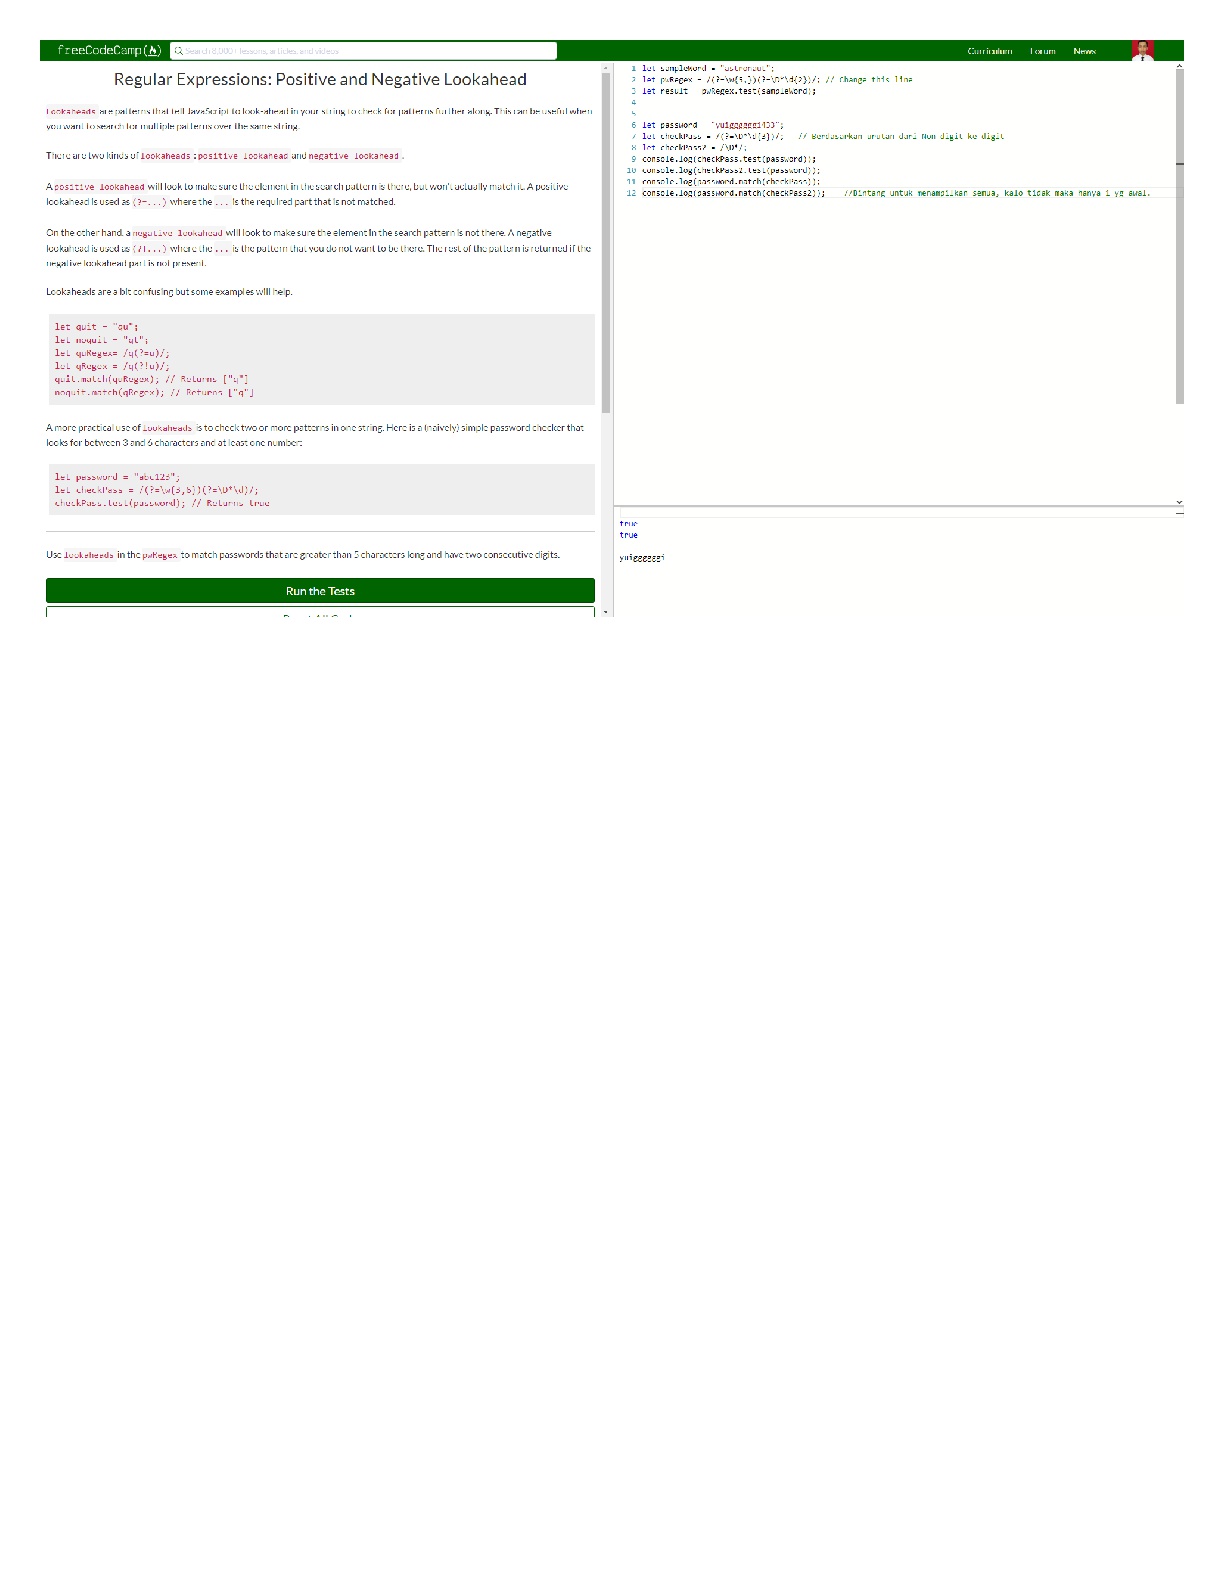 freeCodeCamp(🔥)
Search 8,000+ lessons, articles, and videos
Curriculum Forum News
Regular Expressions: Positive and Negative Lookahead
Lookaheads are patterns that tell JavaScript to look-ahead in your string to check for patterns further along. This can be useful when
you want to search for multiple patterns over the same string.
There are two kinds of lookaheads : positive lookahead and negative lookahead .
A positive lookahead will look to make sure the element in the search pattern is there, but won't actually match it. A positive
lookahead is used as (?=...) where the ... is the required part that is not matched.
On the other hand, a negative lookahead will look to make sure the element in the search pattern is not there. A negative
lookahead is used as (?!...) where the ... is the pattern that you do not want to be there. The rest of the pattern is returned if the
negative lookahead part is not present.
Lookaheads are a bit confusing but some examples will help.
let quit = "qu";
let noquit = "qt";
let quRegex= /q(?=u)/;
let qRegex = /q(?!u)/;
quit.match(quRegex); // Returns ["q"]
noquit.match(qRegex); // Returns ["q"]
A more practical use of lookaheads is to check two or more patterns in one string. Here is a (naively) simple password checker that
looks for between 3 and 6 characters and at least one number:
let password = "abc123";
let checkPass = /(?=\w{3,6})(?=\D*\d)/;
checkPass.test(password); // Returns true
Use lookaheads in the pwRegex to match passwords that are greater than 5 characters long and have two consecutive digits.
Run the Tests
1 let sampleWord = "astronaut";
2 let pwRegex = /(?=\w{5,})(?=\D*\d{2})/; // Change this line
3 let result = pwRegex.test(sampleWord);
4
5
6 let password = "yuiggggggi433";
7 let checkPass = /(?=\D*\d{3})/; // Berdasarkan urutan dari Non digit ke digit
8 let checkPass2 = /\D*/;
9 console.log(checkPass.test(password));
10 console.log(checkPass2.test(password));
11 console.log(password.match(checkPass));
12 console.log(password.match(checkPass2)); //Bintang untuk menampilkan semua, kalo tidak maka hanya 1 yg awal.
true
true
yuiggggggi